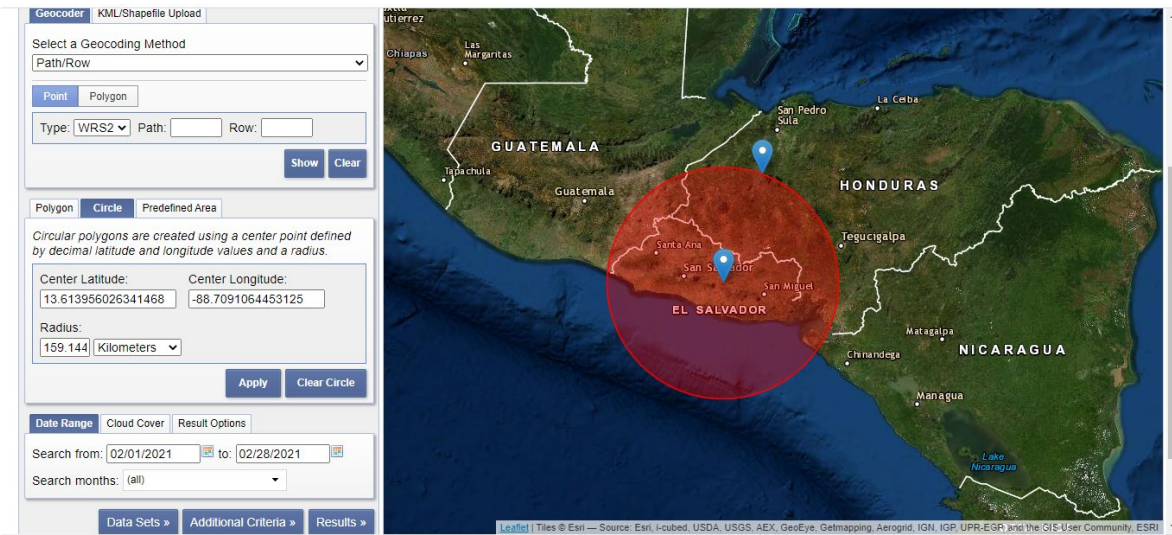 Geocoder KML/Shapefile Upload
Select a Geocoding Method
Path/Row
Point Polygon
Type: WRS2 Path: Row:
Show Clear
Polygon Circle Predefined Area
Circular polygons are created using a center point defined
by decimal latitude and longitude values and a radius.
Center Latitude: Center Longitude:
13.613956026341468 -88.7091064453125
Radius:
159.144 Kilometers
Apply Clear Circle
Date Range Cloud Cover Result Options
Search from: 02/01/2021 to: 02/28/2021
Search months: (all)
Data Sets » Additional Criteria » Results »
utierrez
Chiapas
Las
Margaritas
La Ceiba
San Pedro
Sula
GUATEMALA
Tapachula
Guatemala
HONDURAS
Tegucigalpa
Santa Ana
San Salvador
San Miguel
EL SALVADOR
Matagalpa
Chinandega
NICARAGUA
Managua
Lake
Nicaragua
Leaflet | Tiles © Esri — Source: Esri, i-cubed, USDA, USGS, AEX, GeoEye, Getmapping, Aerogrid, IGN, IGP, UPR-EGP, and the GIS User Community, ESRI